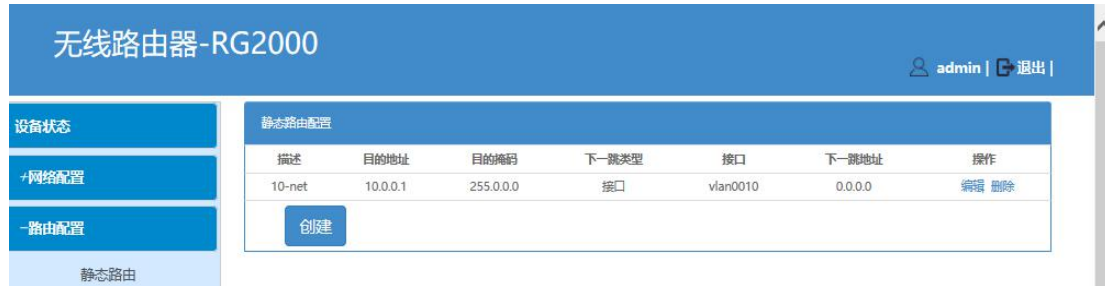 无线路由器-RG2000
admin | 退出 |
设备状态
+网络配置
-路由配置
静态路由
静态路由配置
描述 目的地址 目的掩码 下一跳类型 接口 下一跳地址 操作
10-net 10.0.0.1 255.0.0.0 接口 vlan0010 0.0.0.0 编辑 删除
创建